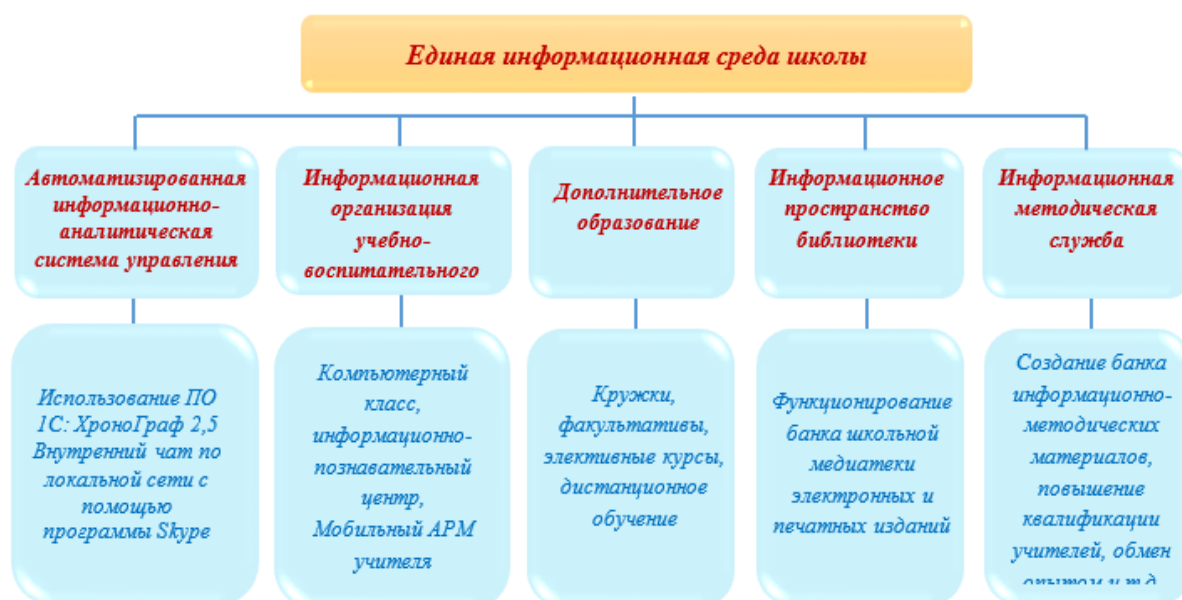 Единая информационная среда школы
Автоматизированная
информационно-
аналитическая
система управления
Информационная
организация
учебно-
воспитательного
Дополнительное
образование
Информационное
пространство
библиотеки
Информационная
методическая
служба
Использование ПО
1С: ХроноГраф 2,5
Внутренний чат по
локальной сети с
помощью
программы Skype
Компьютерный
класс,
информационно-
познавательный
центр,
Мобильный АРМ
учителя
Кружки,
факультативы,
элективные курсы,
дистанционное
обучение
Функционирование
банка школьной
медиатеки
электронных и
печатных изданий
Создание банка
информационно-
методических
материалов,
повышение
квалификации
учителей, обмен
опытом и т.д.